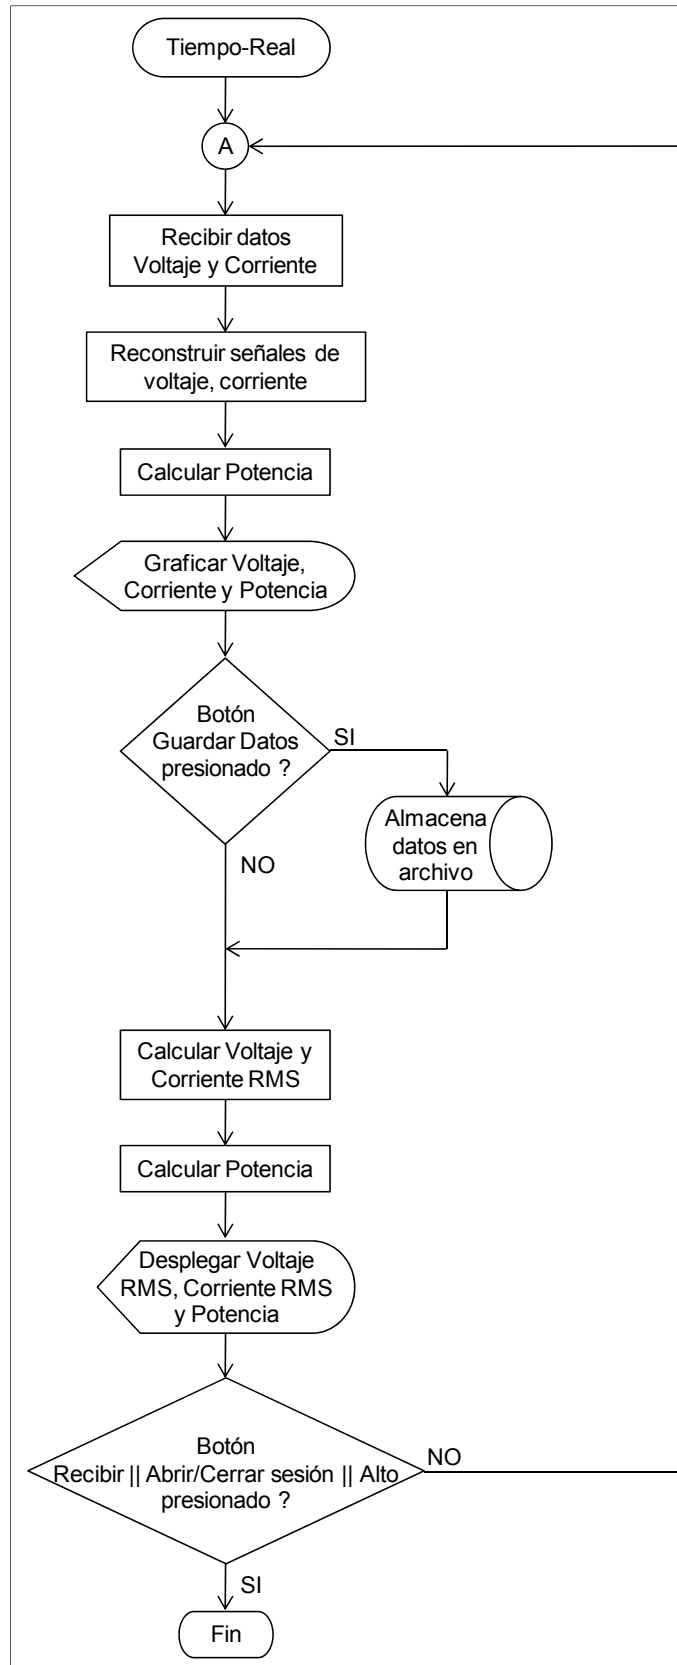 Tiempo-Real
A
Recibir datos
Voltaje y Corriente
Reconstruir señales de
voltaje, corriente
Calcular Potencia
Graficar Voltaje,
Corriente y Potencia
Botón
Guardar Datos
presionado ?
SI
Almacena
datos en
archivo
NO
Calcular Voltaje y
Corriente RMS
Calcular Potencia
Desplegar Voltaje
RMS, Corriente RMS
y Potencia
Botón
Recibir || Abrir/Cerrar sesión || Alto
presionado ?
NO
SI
Fin